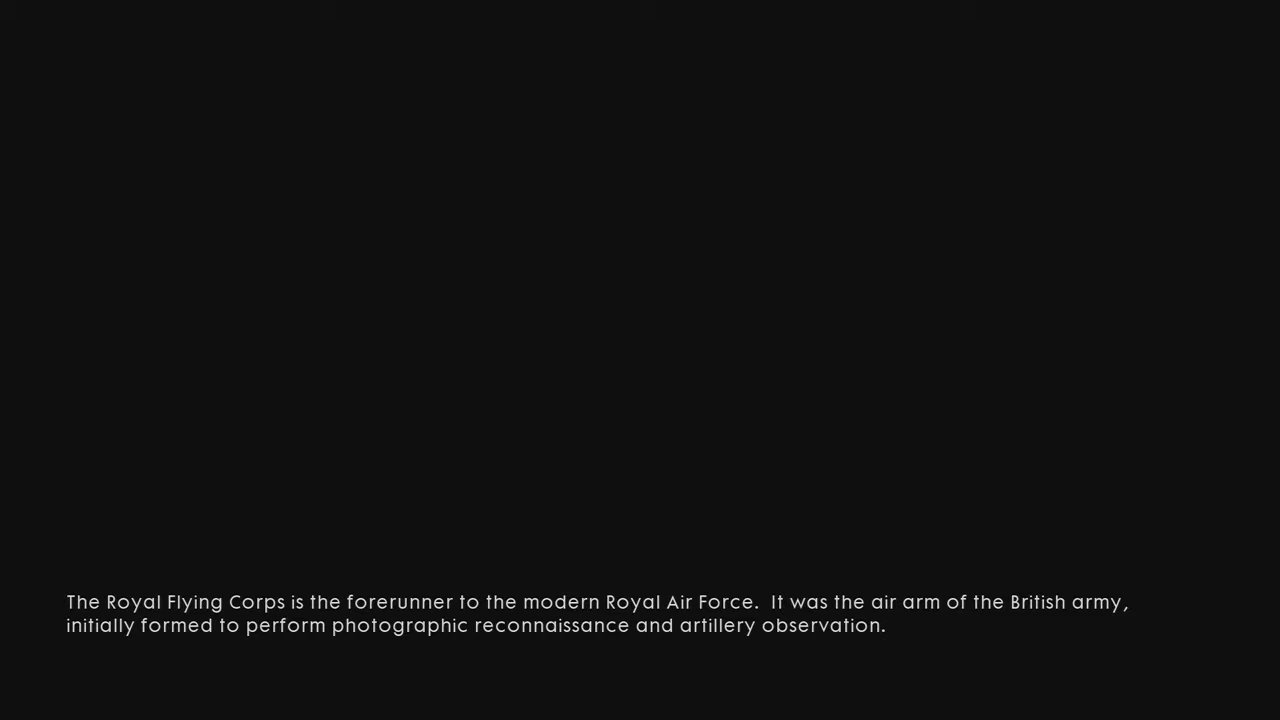 The Royal Flying Corps is the forerunner to the modern Royal Air Force.  It was the air arm of the British army,
initially formed to perform photographic reconnaissance and artillery observation.